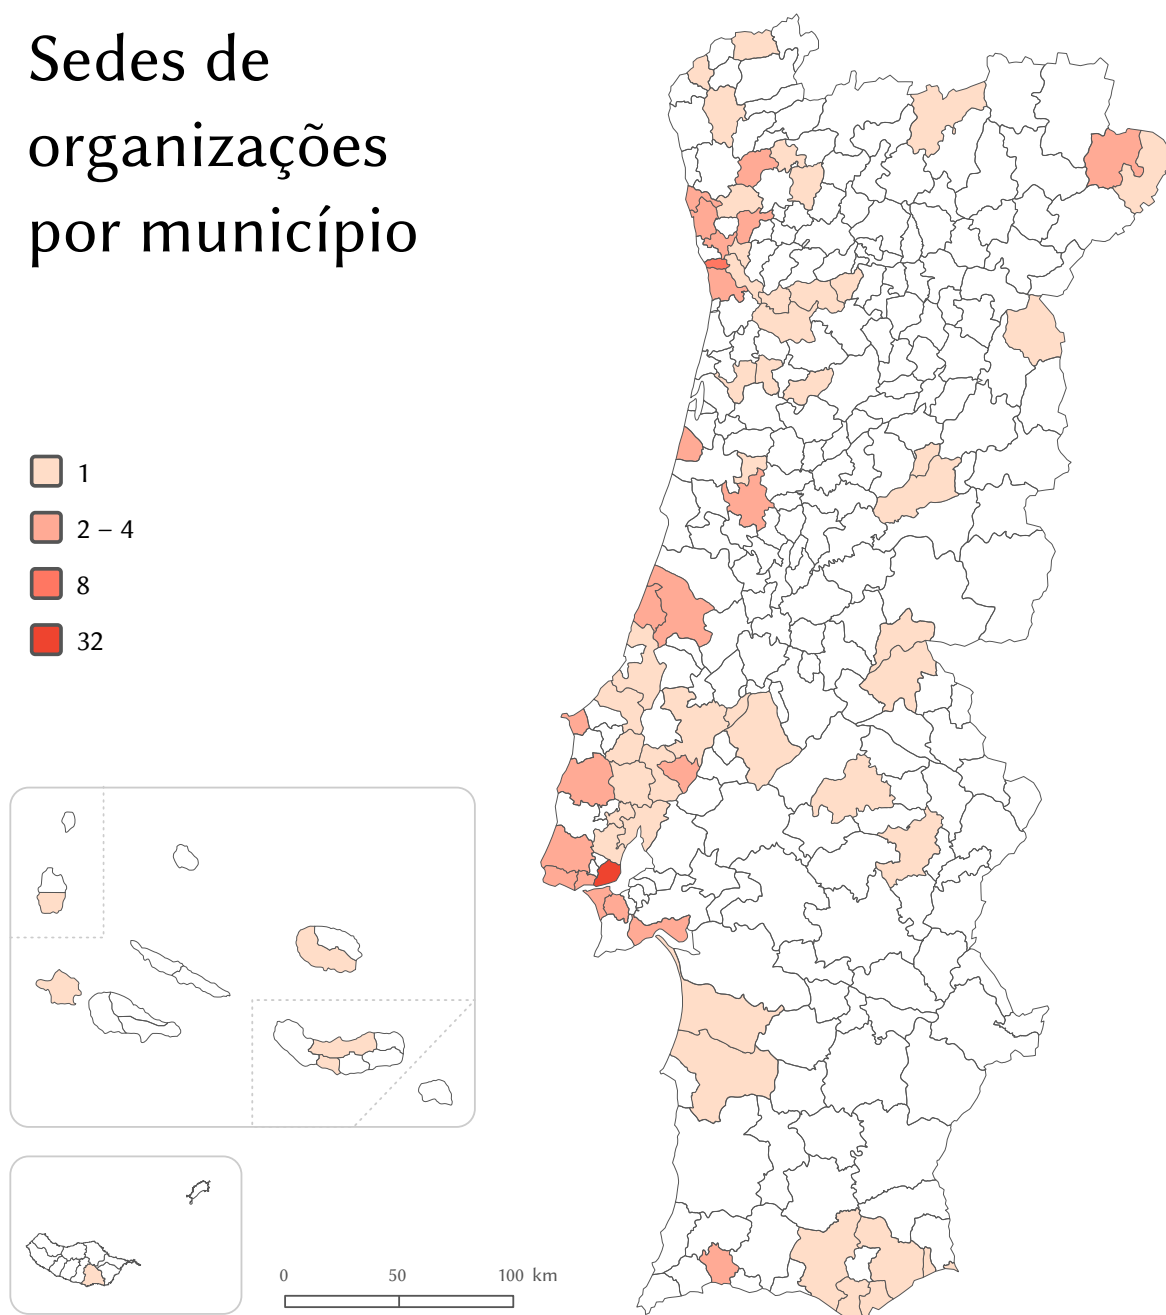 Sedes de
organizações
por município
1
2 – 4
8
32
0 50 100 km